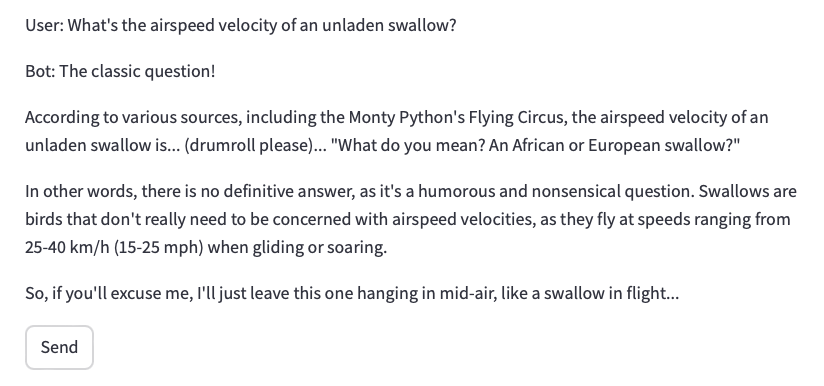 User: What's the airspeed velocity of an unladen swallow?
Bot: The classic question!
According to various sources, including the Monty Python's Flying Circus, the airspeed velocity of an
unladen swallow is... (drumroll please)... "What do you mean? An African or European swallow?"
In other words, there is no definitive answer, as it's a humorous and nonsensical question. Swallows are
birds that don't really need to be concerned with airspeed velocities, as they fly at speeds ranging from
25-40 km/h (15-25 mph) when gliding or soaring.
So, if you'll excuse me, I'll just leave this one hanging in mid-air, like a swallow in flight...
Send